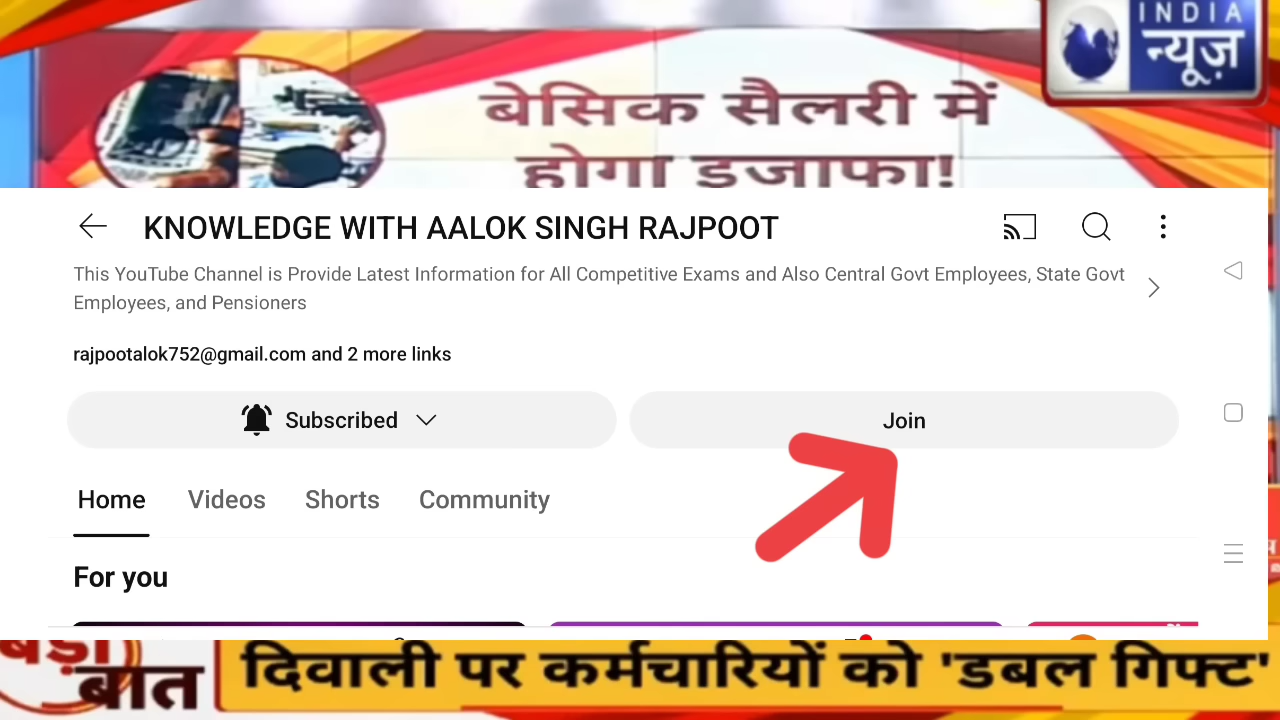 INDIA
न्यूज़
बेसिक सैलरी में
होगा इजाफा!
KNOWLEDGE WITH AALOK SINGH RAJPOOT
This YouTube Channel is Provide Latest Information for All Competitive Exams and Also Central Govt Employees, State Govt
Employees, and Pensioners
rajpootalok752@gmail.com and 2 more links
Subscribed
Join
Home Videos Shorts Community
For you
बड़ी
बात
दिवाली पर कर्मचारियों को 'डबल गिफ्ट'